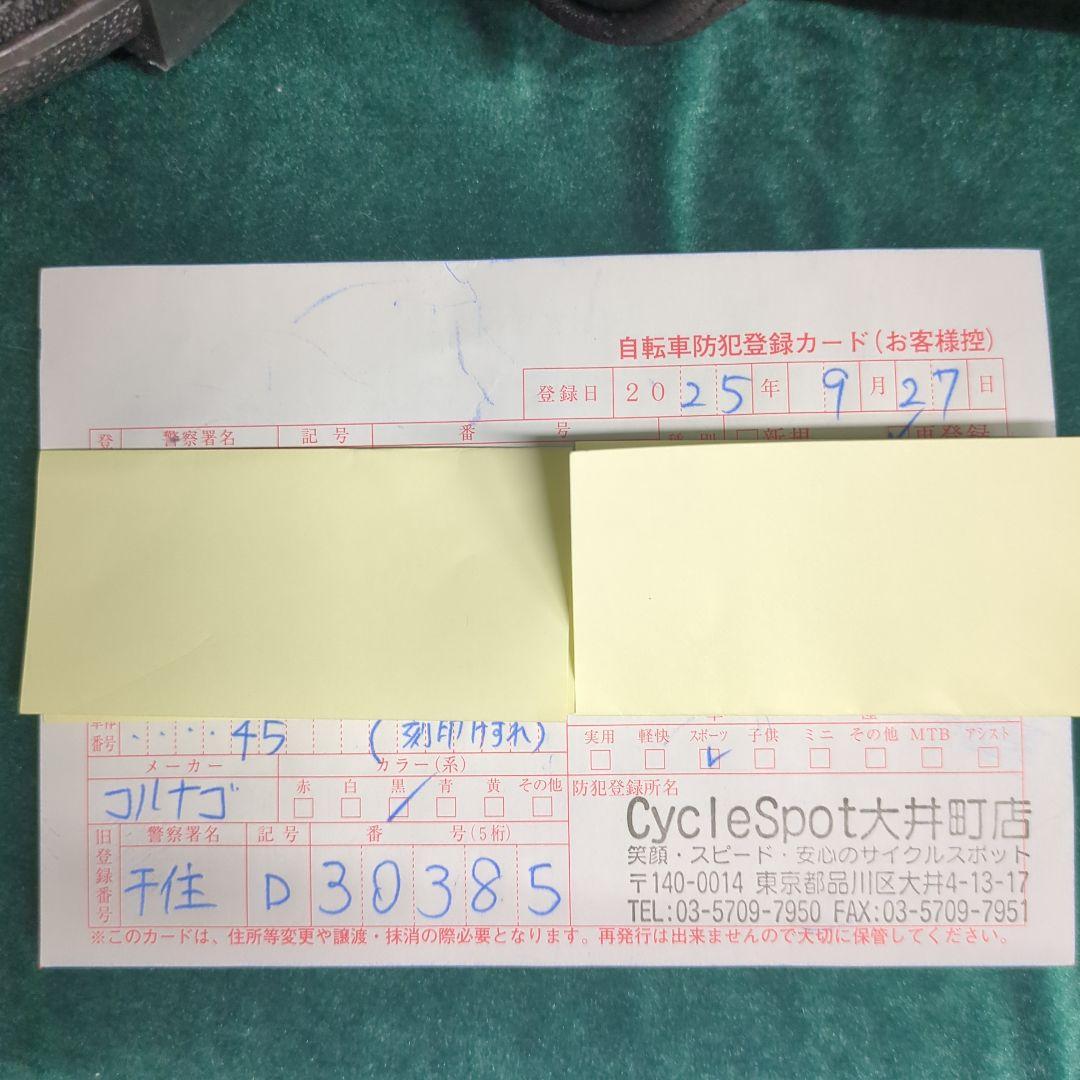 自転車防犯登録カード(お客様控)
登録日 2025年 9月27日
登 警察署名 記号 番 号 種別 新規 再登録
番号 ・・・・45 (刻印けずれ)
実用 軽快 スポーツ 子供 ミニ その他 MTB アシスト
メーカー カラー(系)
コルナゴ 赤 白 黒 青 黄 その他
防犯登録所名
CycleSpot大井町店
笑顔・スピード・安心のサイクルスポット
〒140-0014 東京都品川区大井4-13-17
TEL:03-5709-7950 FAX:03-5709-7951
旧登録番号 警察署名 記号 番 号(5桁)
千住 D 30385
※このカードは、住所等変更や譲渡・抹消の際必要となります。再発行は出来ませんので大切に保管してください。